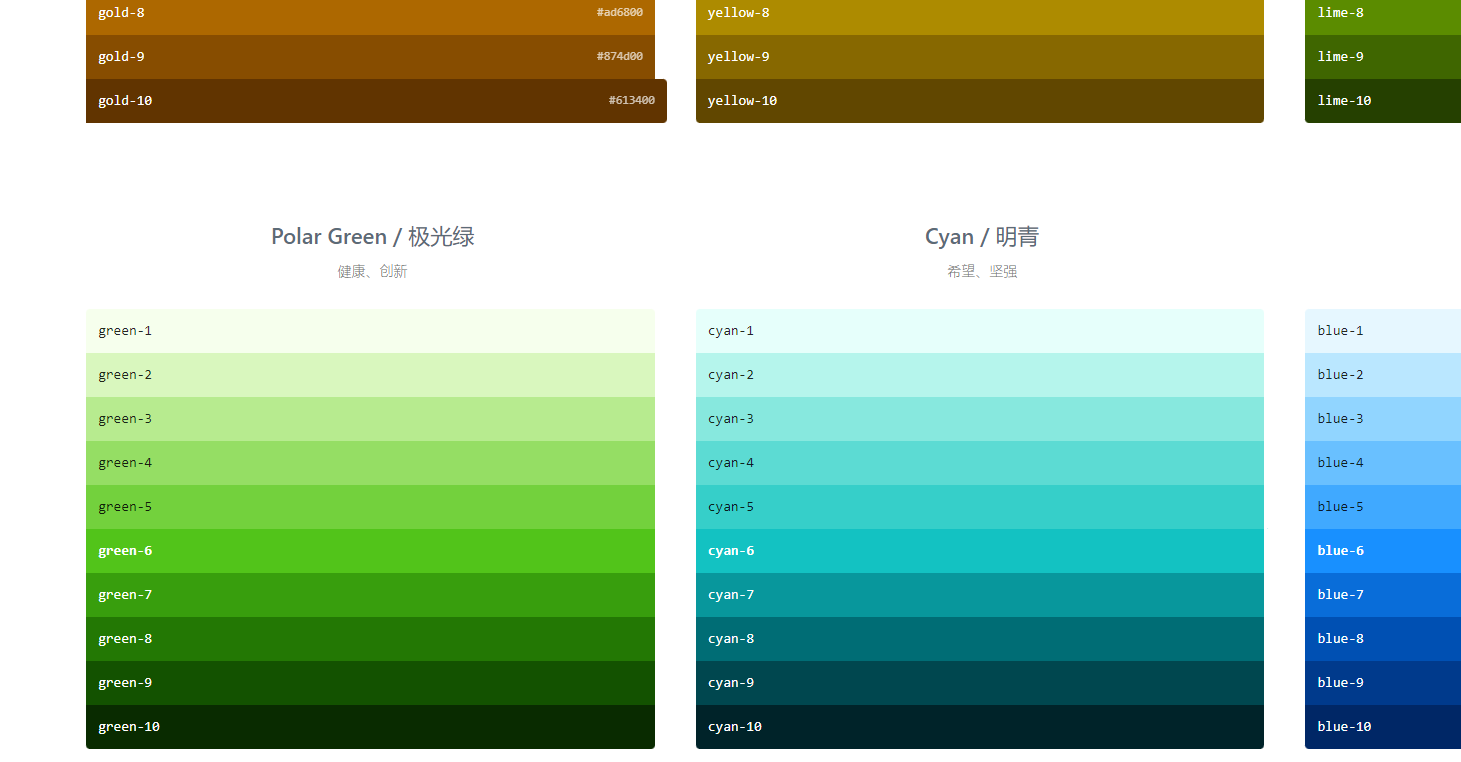 gold-8 #ad6800
gold-9 #874d00
gold-10 #613400
yellow-8
yellow-9
yellow-10
lime-8
lime-9
lime-10
Polar Green / 极光绿
健康、创新
green-1
green-2
green-3
green-4
green-5
green-6
green-7
green-8
green-9
green-10
Cyan / 明青
希望、坚强
cyan-1
cyan-2
cyan-3
cyan-4
cyan-5
cyan-6
cyan-7
cyan-8
cyan-9
cyan-10
blue-1
blue-2
blue-3
blue-4
blue-5
blue-6
blue-7
blue-8
blue-9
blue-10